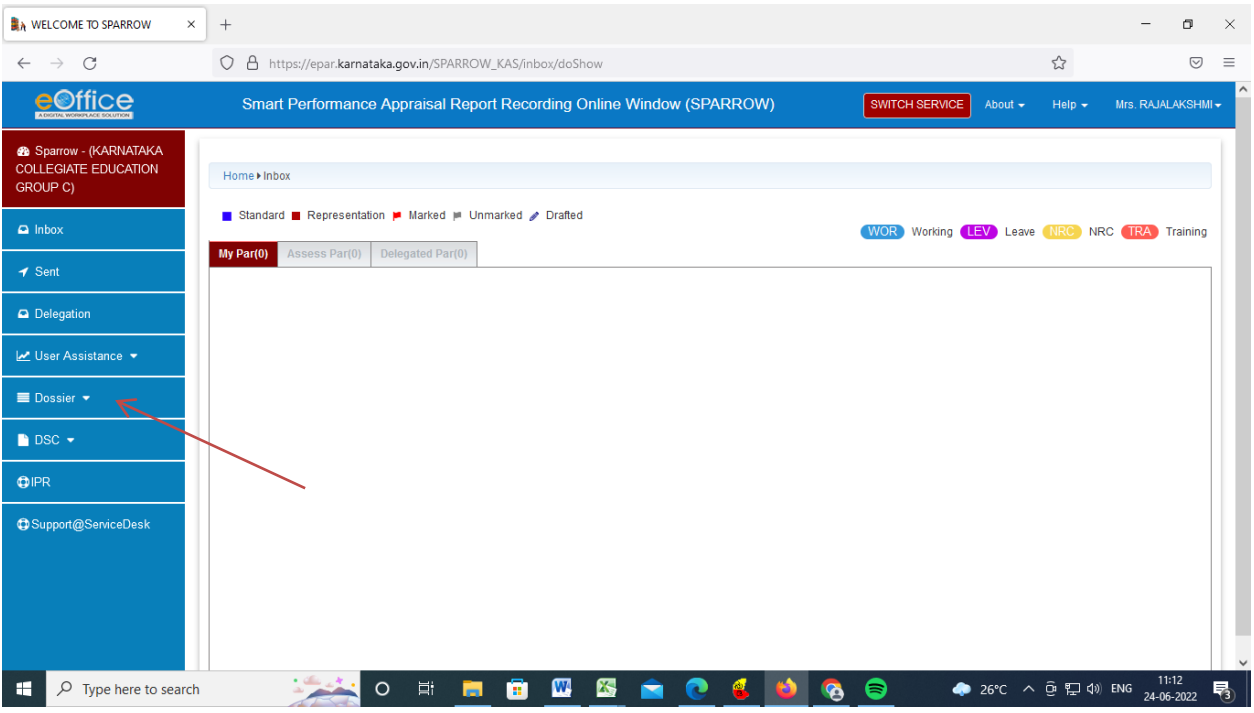 WELCOME TO SPARROW
https://epar.karnataka.gov.in/SPARROW_KAS/inbox/doShow
eOffice
A DIGITAL WORKPLACE SOLUTION
Smart Performance Appraisal Report Recording Online Window (SPARROW)
SWITCH SERVICE About Help Mrs. RAJALAKSHMI
Sparrow - (KARNATAKA
COLLEGIATE EDUCATION
GROUP C)
Inbox
Sent
Delegation
User Assistance
Dossier
DSC
IPR
Support@ServiceDesk
Home Inbox
Standard Representation Marked Unmarked Drafted
WOR Working LEV Leave NRC NRC TRA Training
My Par(0) Assess Par(0) Delegated Par(0)
Type here to search
26°C ENG
11:12
24-06-2022
3